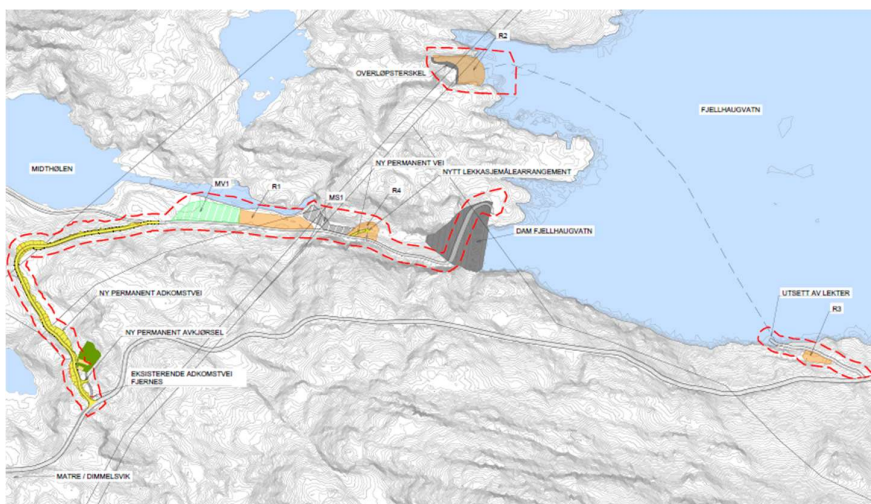 R2
OVERLØPSTERSKEL
FJELLHAUGVATN
MIDTHØLEN
NY PERMANENT VEI
NYTT LEKKASJEMÅLEARRANGEMENT
MV1
R1
MS1
R4
DAM FJELLHAUGVATN
NY PERMANENT ADKOMSTVEI
UTSETT AV LEKTER
R3
NY PERMANENT AVKJØRSEL
EKSISTERENDE ADKOMSTVEI
FJERNES
MATRE / DIMMELSVIK